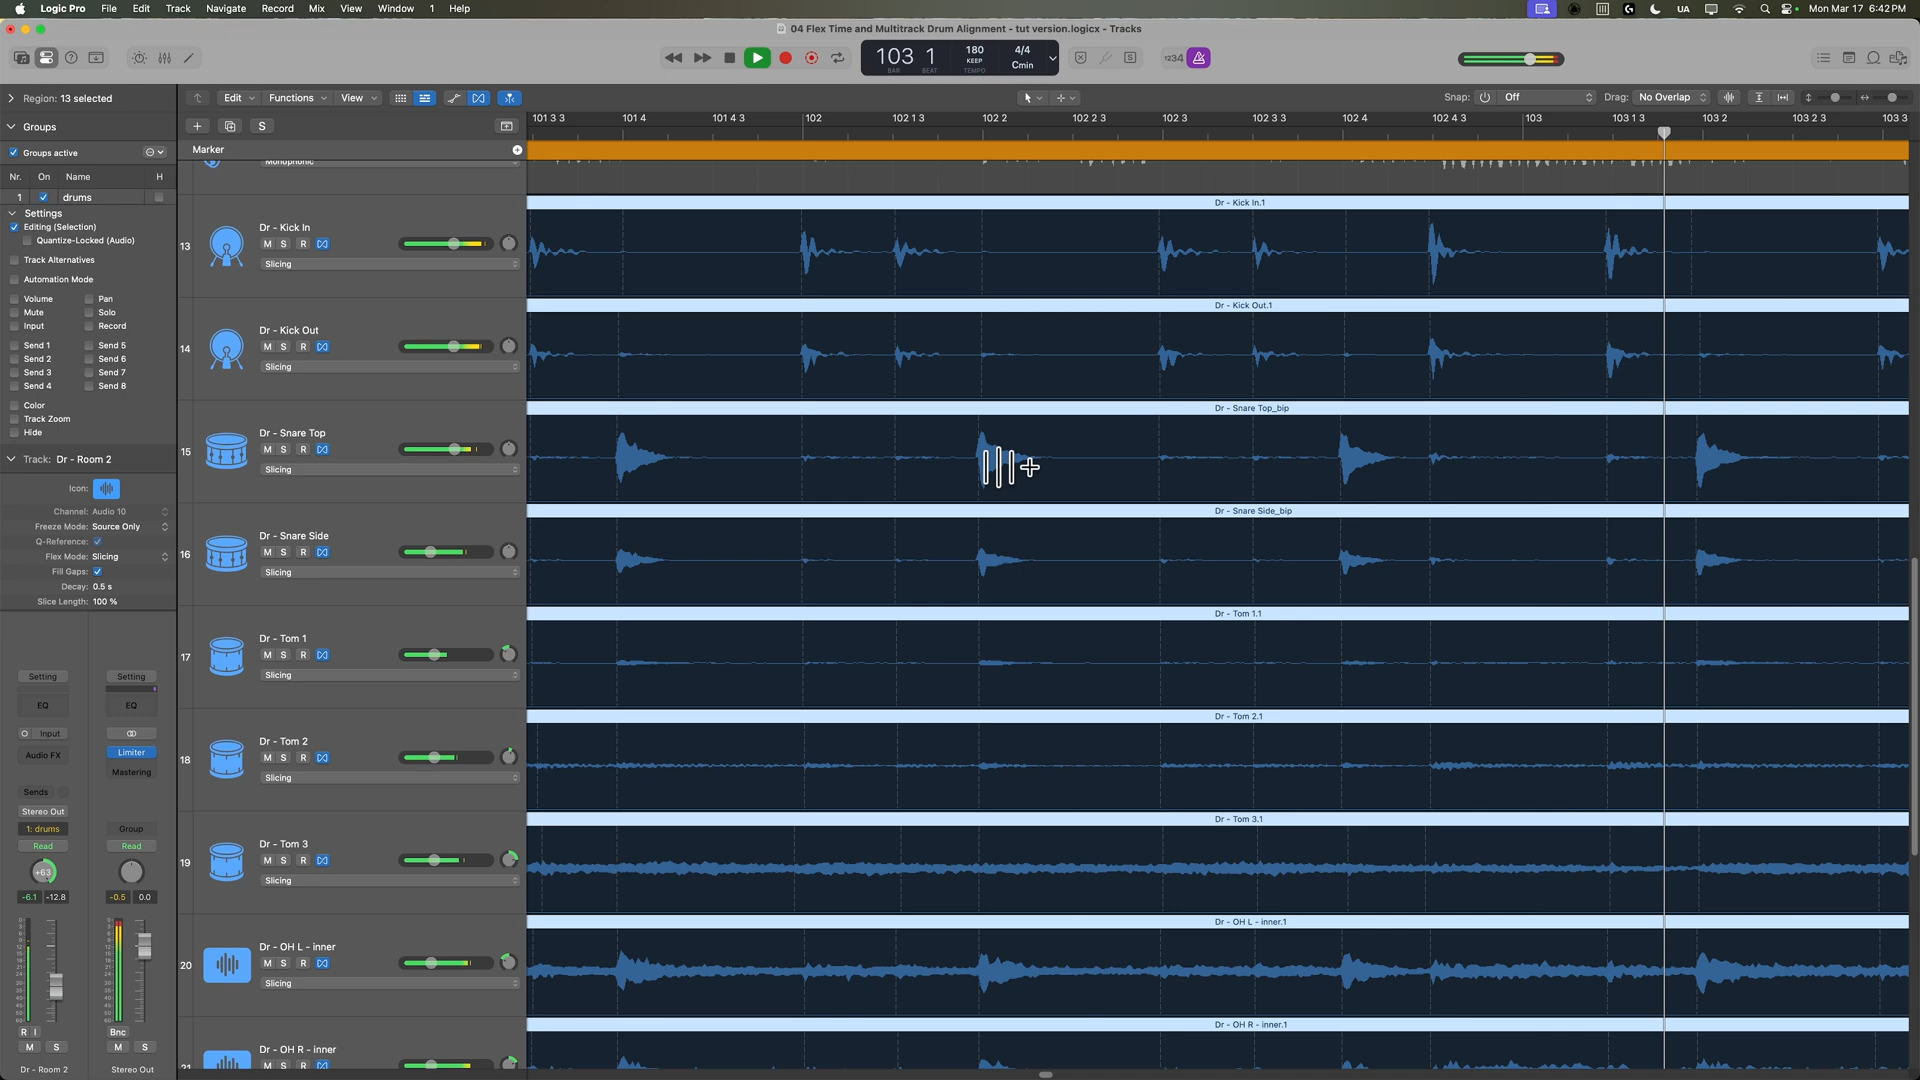 Logic Pro File Edit Track Navigate Record Mix View Window 1 Help UA Mon Mar 17 6:42 PM
04 Flex Time and Multitrack Drum Alignment - tut version.logicx - Tracks
103 1 180 4/4
KEEP Cmin
BAR BEAT TEMPO
1234
Region: 13 selected
Edit Functions View
Snap: Off Drag: No Overlap
S
101 3 3 101 4 101 4 3 102 102 1 3 102 2 102 2 3 102 3 102 3 3 102 4 102 4 3 103 103 1 3 103 2 103 2 3 103 3
Groups
Groups active
Marker
Monophonic
Nr. On Name H
1 drums
Settings
Editing (Selection)
Quantize-Locked (Audio)
Track Alternatives
Automation Mode
Volume Pan
Mute Solo
Input Record
Send 1 Send 5
Send 2 Send 6
Send 3 Send 7
Send 4 Send 8
Color
Track Zoom
Hide
Track: Dr - Room 2
Icon:
Channel: Audio 10
Freeze Mode: Source Only
Q-Reference:
Flex Mode: Slicing
Fill Gaps:
Decay: 0.5 s
Slice Length: 100 %
Setting Setting
EQ EQ
Input
Audio FX Limiter
Mastering
Sends
Stereo Out
1: drums Group
Read Read
+63
-6.1 -12.8 -0.5 0.0
R I Bnc
M S M S
Dr - Room 2 Stereo Out
Dr - Kick In.1
13 Dr - Kick In
M S R
Slicing
Dr - Kick Out.1
14 Dr - Kick Out
M S R
Slicing
Dr - Snare Top_bip
15 Dr - Snare Top
M S R
Slicing
Dr - Snare Side_bip
16 Dr - Snare Side
M S R
Slicing
Dr - Tom 1.1
17 Dr - Tom 1
M S R
Slicing
Dr - Tom 2.1
18 Dr - Tom 2
M S R
Slicing
Dr - Tom 3.1
19 Dr - Tom 3
M S R
Slicing
Dr - OH L - inner.1
20 Dr - OH L - inner
M S R
Slicing
Dr - OH R - inner.1
21 Dr - OH R - inner
M S R